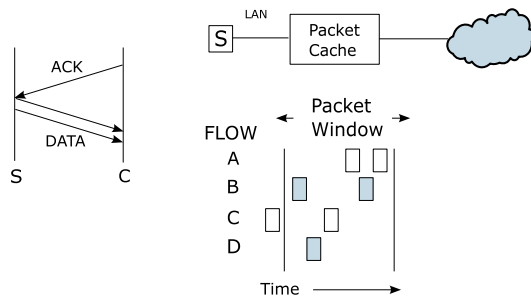 ACK
DATA
S
C
LAN
S
Packet
Cache
Packet
Window
FLOW
A
B
C
D
Time